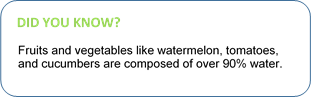 DID YOU KNOW?
Fruits and vegetables like watermelon, tomatoes,
and cucumbers are composed of over 90% water.